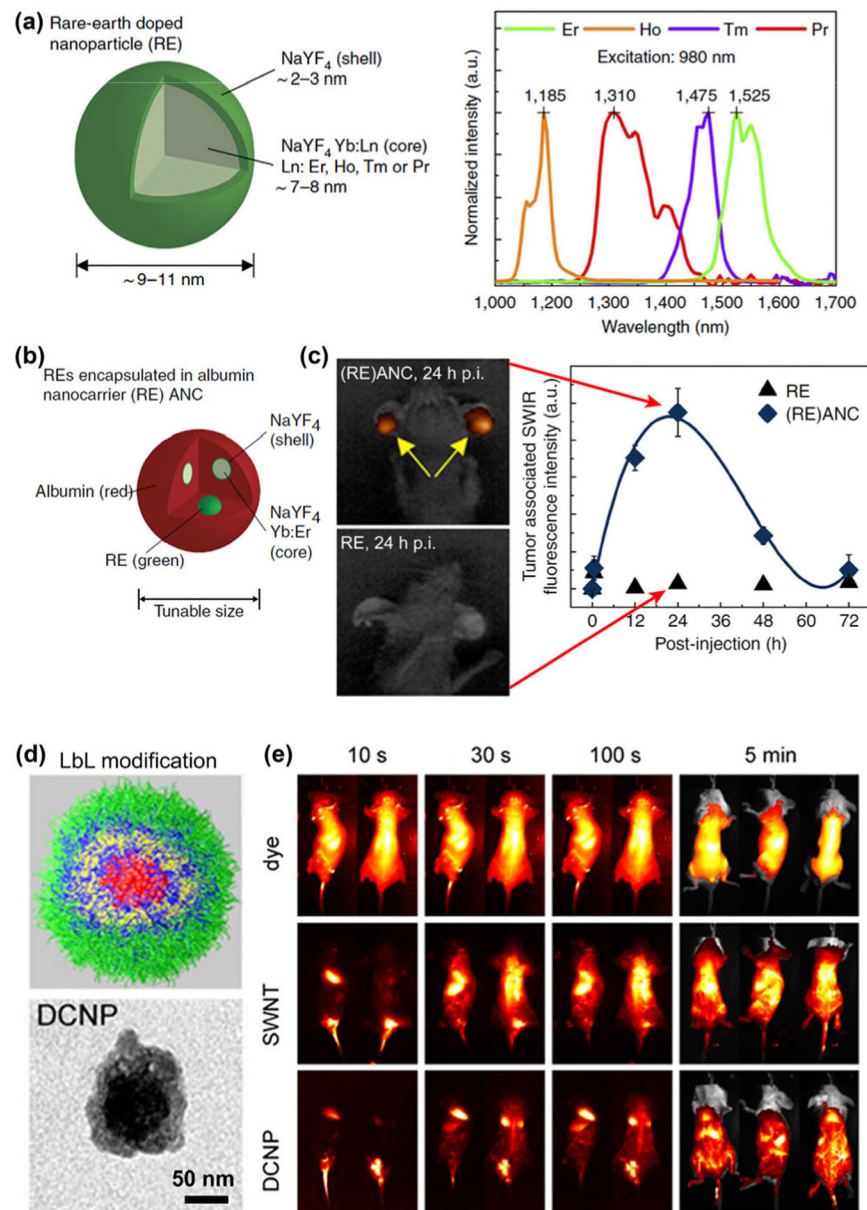 (a)
Rare-earth doped
nanoparticle (RE)
NaYF4 (shell)
~2–3 nm
NaYF4 Yb:Ln (core)
Ln: Er, Ho, Tm or Pr
~7–8 nm
~9–11 nm
Normalized intensity (a.u.)
Er Ho Tm Pr
Excitation: 980 nm
1,185 1,310 1,475 1,525
1,000 1,100 1,200 1,300 1,400 1,500 1,600 1,700
Wavelength (nm)
(b)
REs encapsulated in albumin
nanocarrier (RE) ANC
NaYF4
(shell)
Albumin (red)
NaYF4
Yb:Er
(core)
RE (green)
Tunable size
(c)
(RE)ANC, 24 h p.i.
RE, 24 h p.i.
Tumor associated SWIR
fluorescence intensity (a.u.)
RE
(RE)ANC
0 12 24 36 48 60 72
Post-injection (h)
(d)
LbL modification
DCNP
50 nm
(e)
10 s 30 s 100 s 5 min
dye
SWNT
DCNP